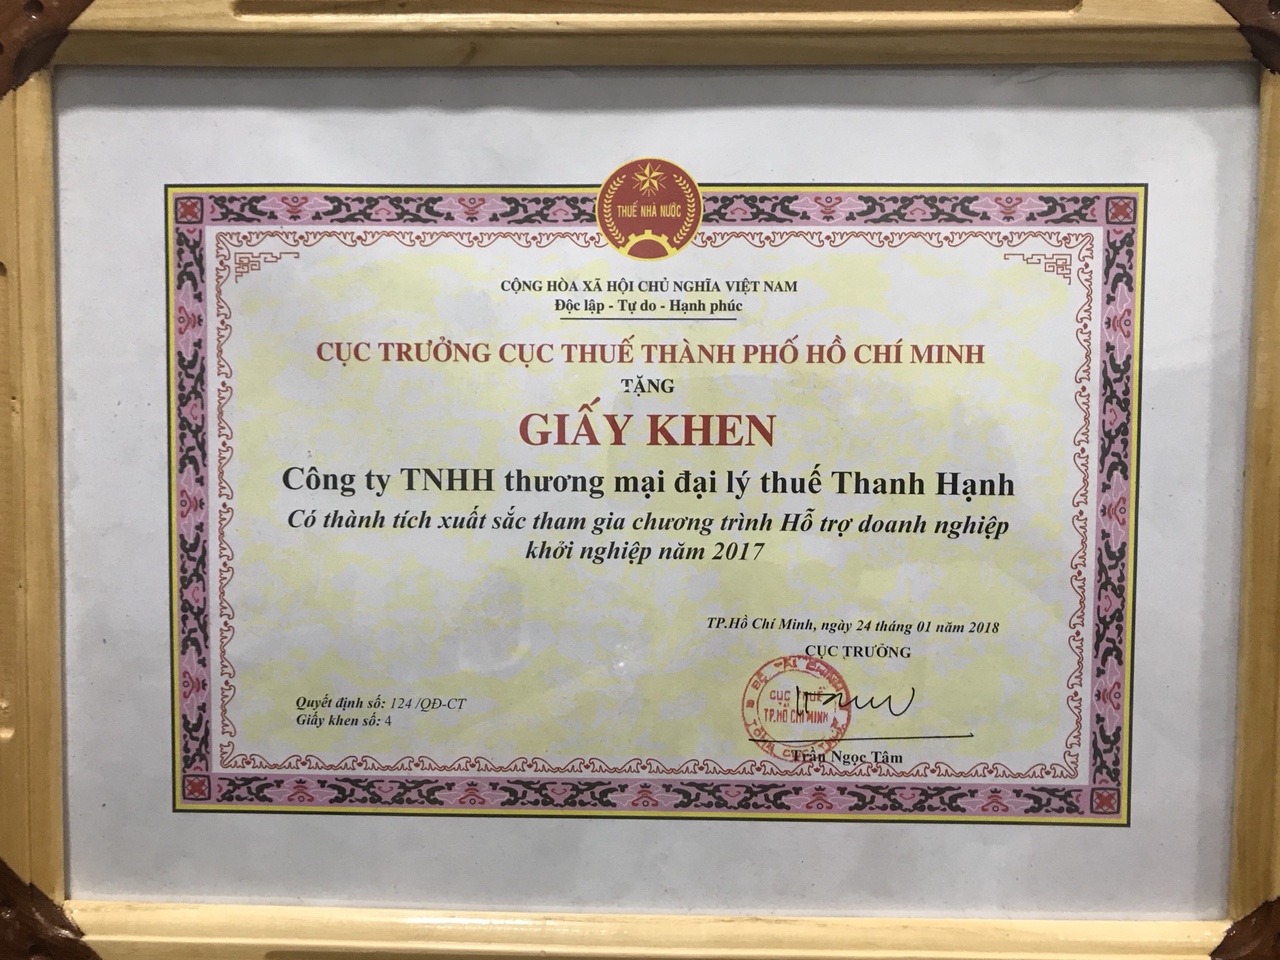 THUẾ NHÀ NƯỚC
CỘNG HÒA XÃ HỘI CHỦ NGHĨA VIỆT NAM
Độc lập - Tự do - Hạnh phúc
CỤC TRƯỞNG CỤC THUẾ THÀNH PHỐ HỒ CHÍ MINH
TẶNG
GIẤY KHEN
Công ty TNHH thương mại đại lý thuế Thanh Hạnh
Có thành tích xuất sắc tham gia chương trình Hỗ trợ doanh nghiệp
khởi nghiệp năm 2017
TP.Hồ Chí Minh, ngày 24 tháng 01 năm 2018
CỤC TRƯỞNG
CỤC THUẾ
TP.HỒ CHÍ MINH
Quyết định số: 124 /QĐ-CT
Giấy khen số: 4
Trần Ngọc Tâm